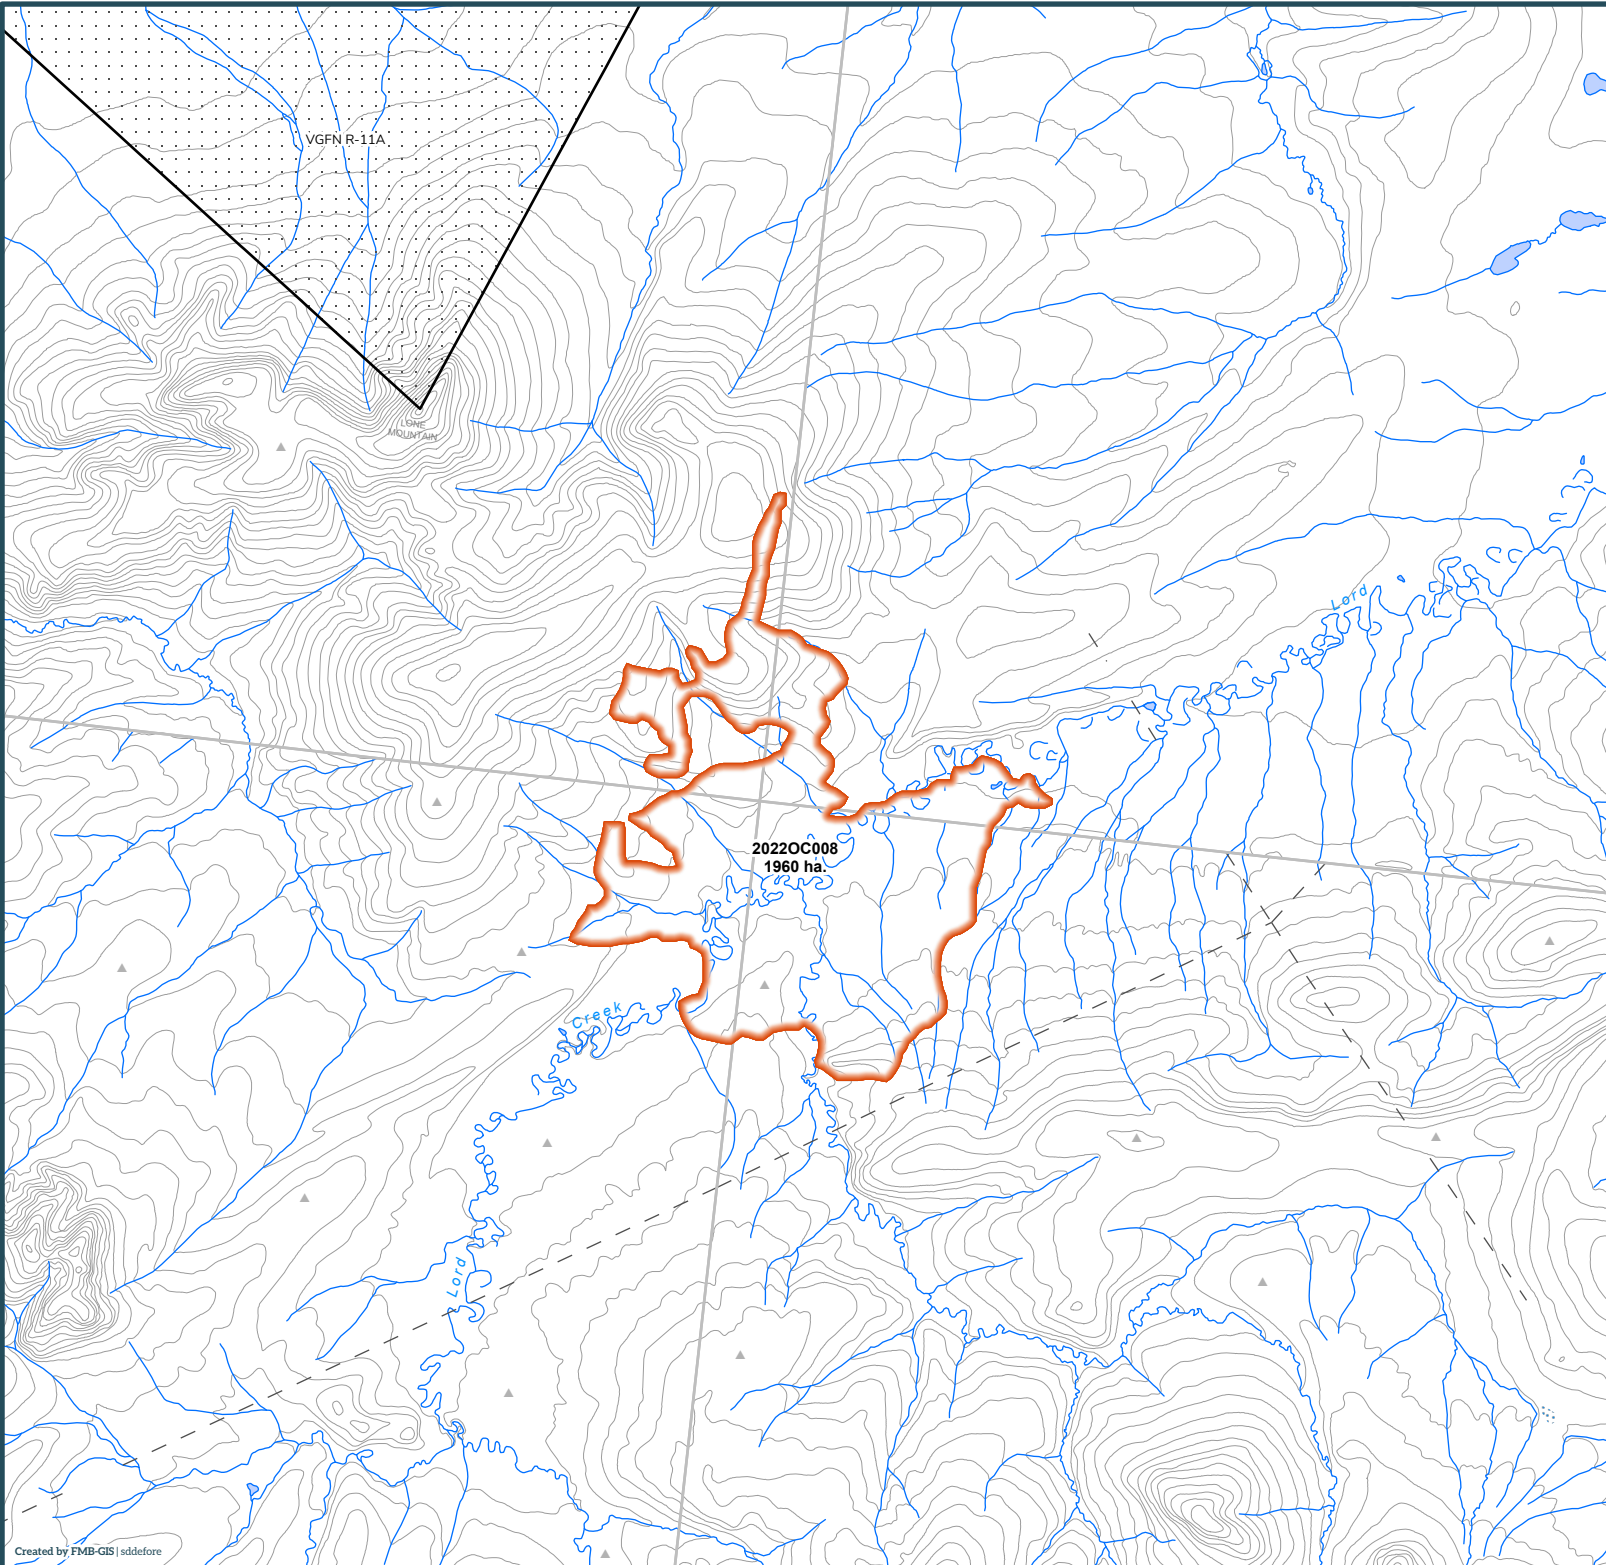 VGFN R-11A
LONE
MOUNTAIN
Lord
2022OC008
1960 ha.
Creek
Lord
Created by FMB-GIS | sddefore